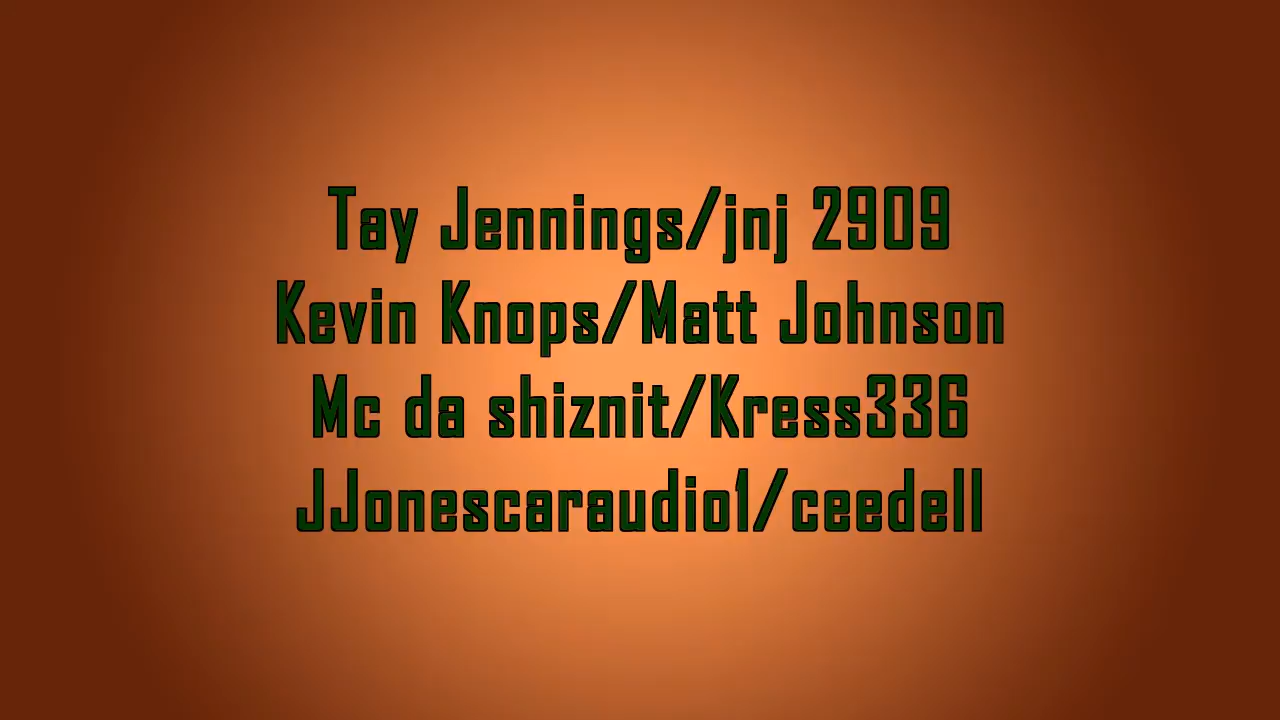 Tay Jennings/jnj 2909
Kevin Knops/Matt Johnson
Mc da shiznit/Kress336
JJonescaraudio1/ceedell